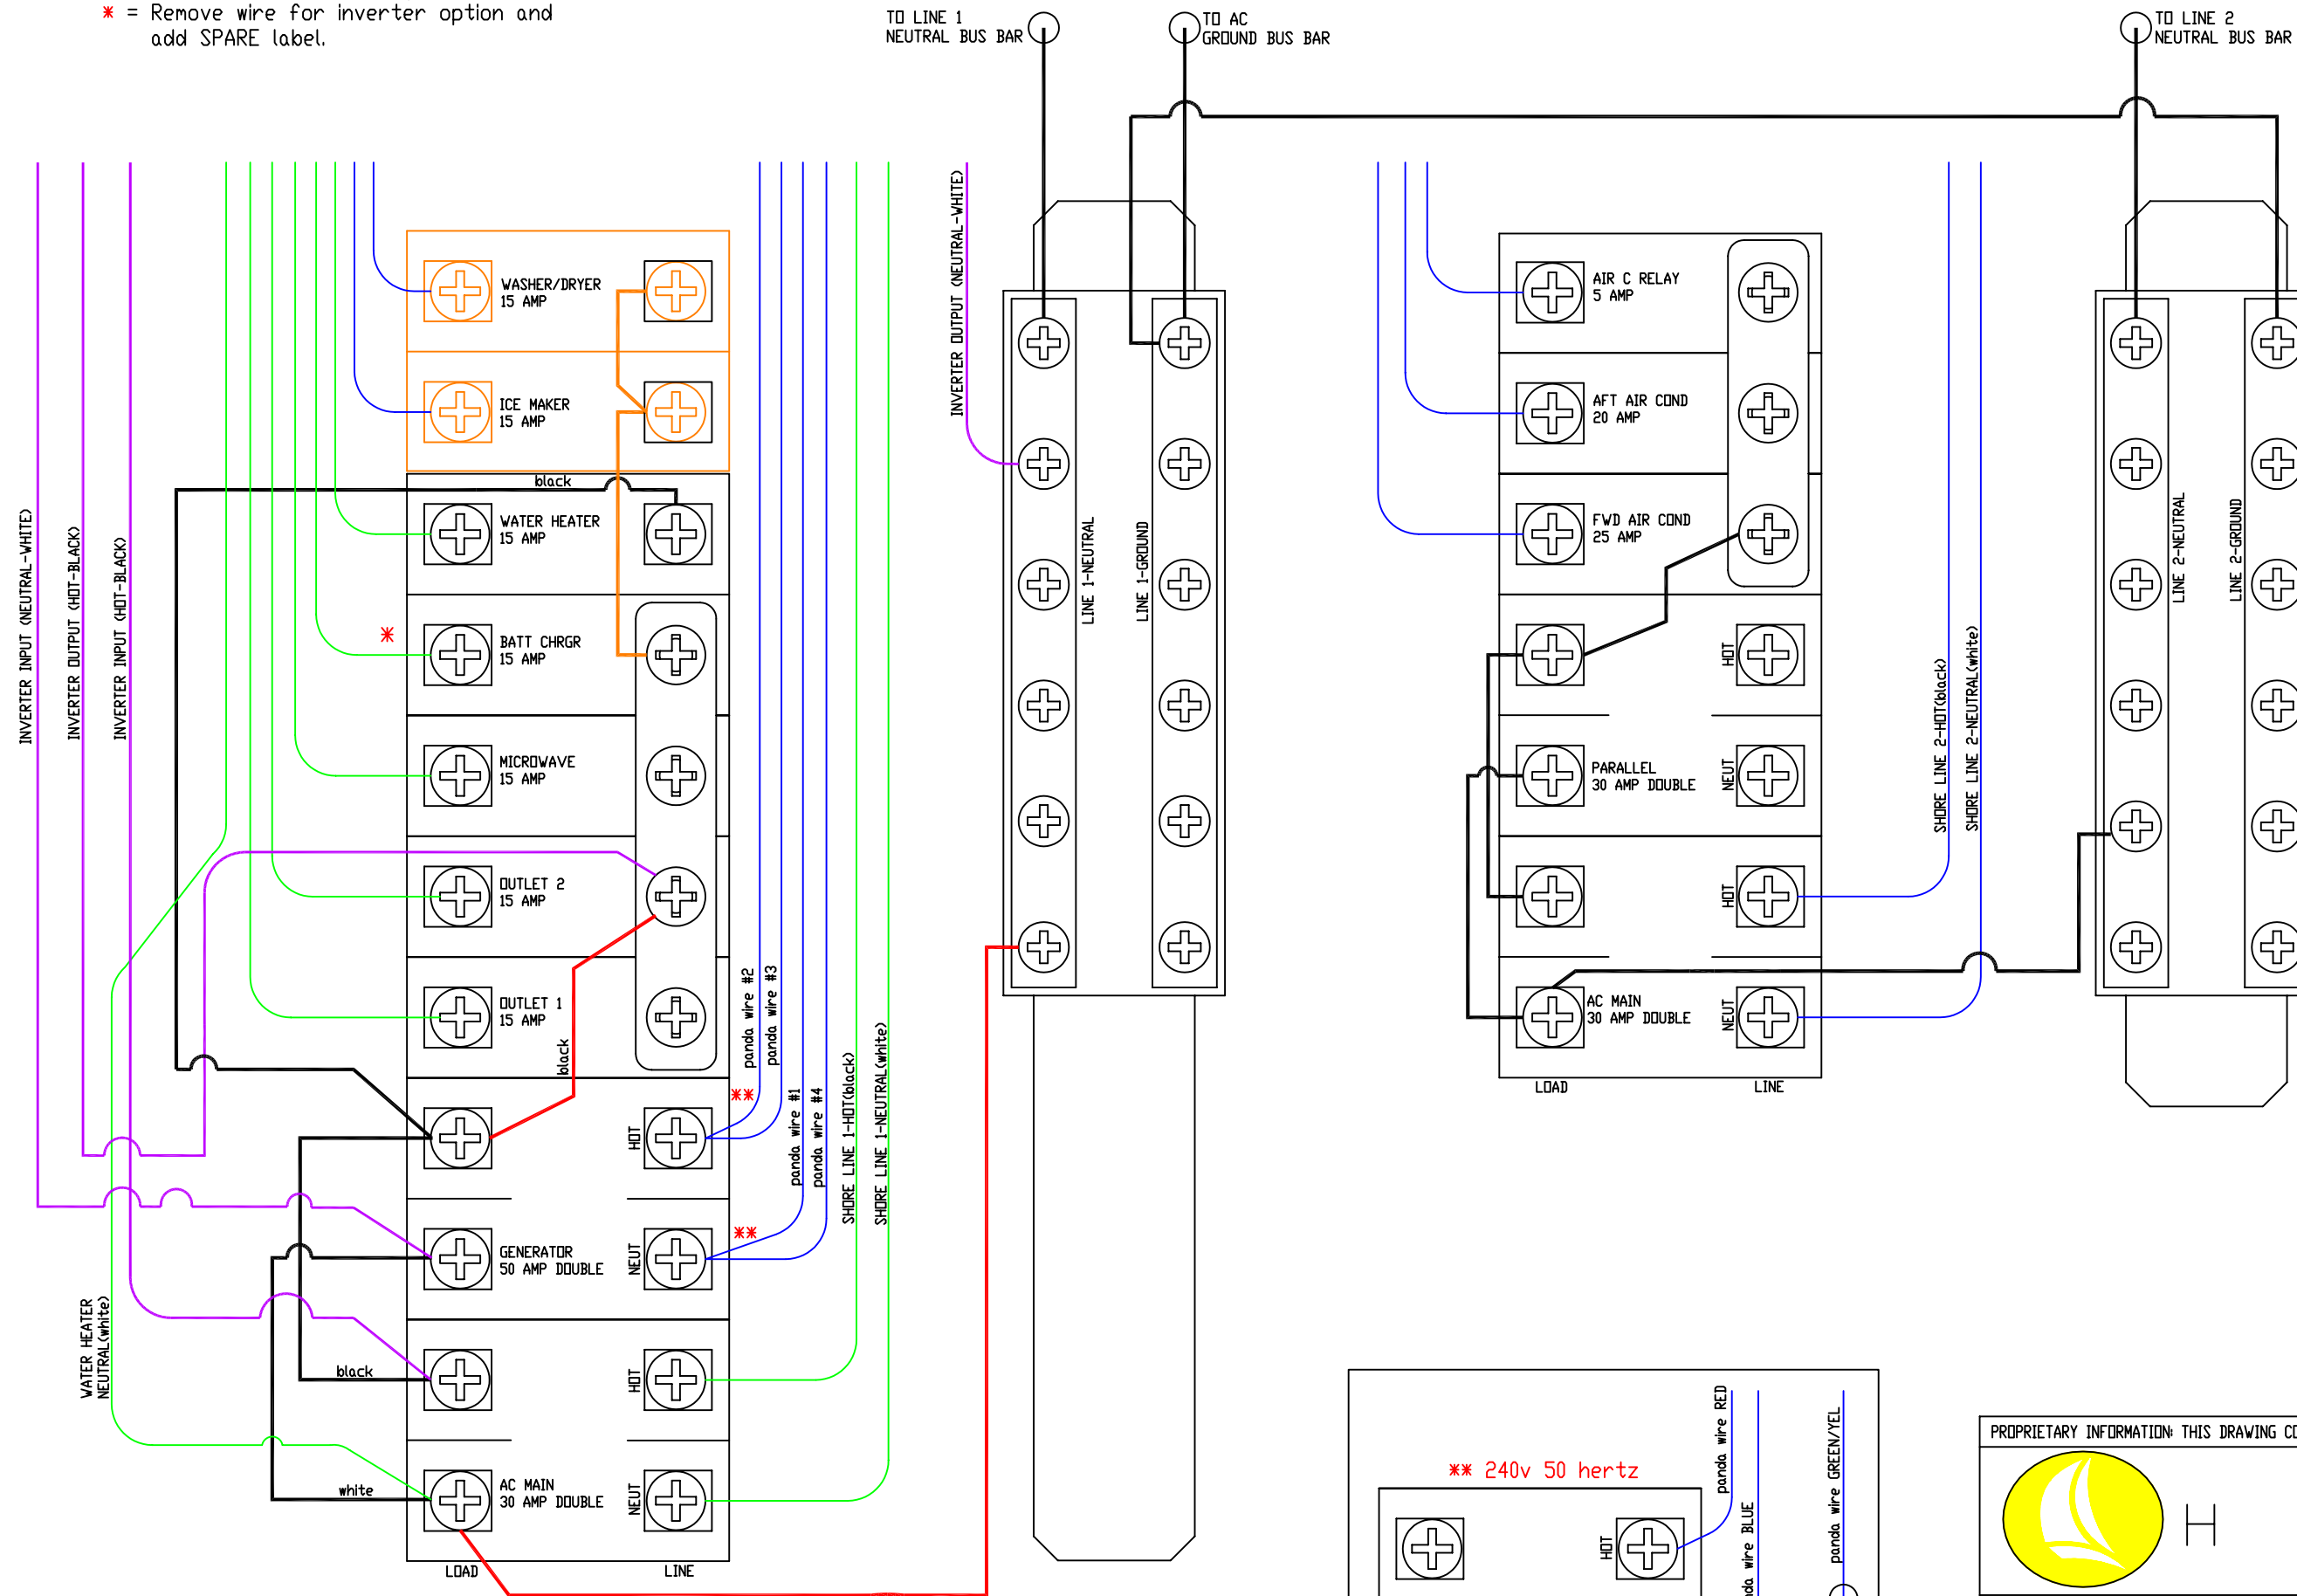 * = Remove wire for inverter option and
add SPARE label.
TO LINE 1
NEUTRAL BUS BAR
TO AC
GROUND BUS BAR
TO LINE 2
NEUTRAL BUS BAR
INVERTER INPUT (NEUTRAL-WHITE)
INVERTER OUTPUT (HOT-BLACK)
INVERTER INPUT (HOT-BLACK)
WASHER/DRYER
15 AMP
ICE MAKER
15 AMP
black
WATER HEATER
15 AMP
*
BATT CHRGR
15 AMP
MICROWAVE
15 AMP
OUTLET 2
15 AMP
OUTLET 1
15 AMP
black
HOT
**
GENERATOR
50 AMP DOUBLE
NEUT
**
black
HOT
white
AC MAIN
30 AMP DOUBLE
NEUT
LOAD
LINE
WATER HEATER
NEUTRAL(white)
panda wire #2
panda wire #3
panda wire #1
panda wire #4
SHORE LINE 1-HOT(black)
SHORE LINE 1-NEUTRAL(white)
INVERTER OUTPUT (NEUTRAL-WHITE)
LINE 1-NEUTRAL
LINE 1-GROUND
AIR C RELAY
5 AMP
AFT AIR COND
20 AMP
FWD AIR COND
25 AMP
HOT
PARALLEL
30 AMP DOUBLE
NEUT
HOT
AC MAIN
30 AMP DOUBLE
NEUT
LOAD
LINE
SHORE LINE 2-HOT(black)
SHORE LINE 2-NEUTRAL(white)
LINE 2-NEUTRAL
LINE 2-GROUND
** 240v 50 hertz
HOT
panda wire RED
nda wire BLUE
panda wire GREEN/YEL
PROPRIETARY INFORMATION: THIS DRAWING CO
H